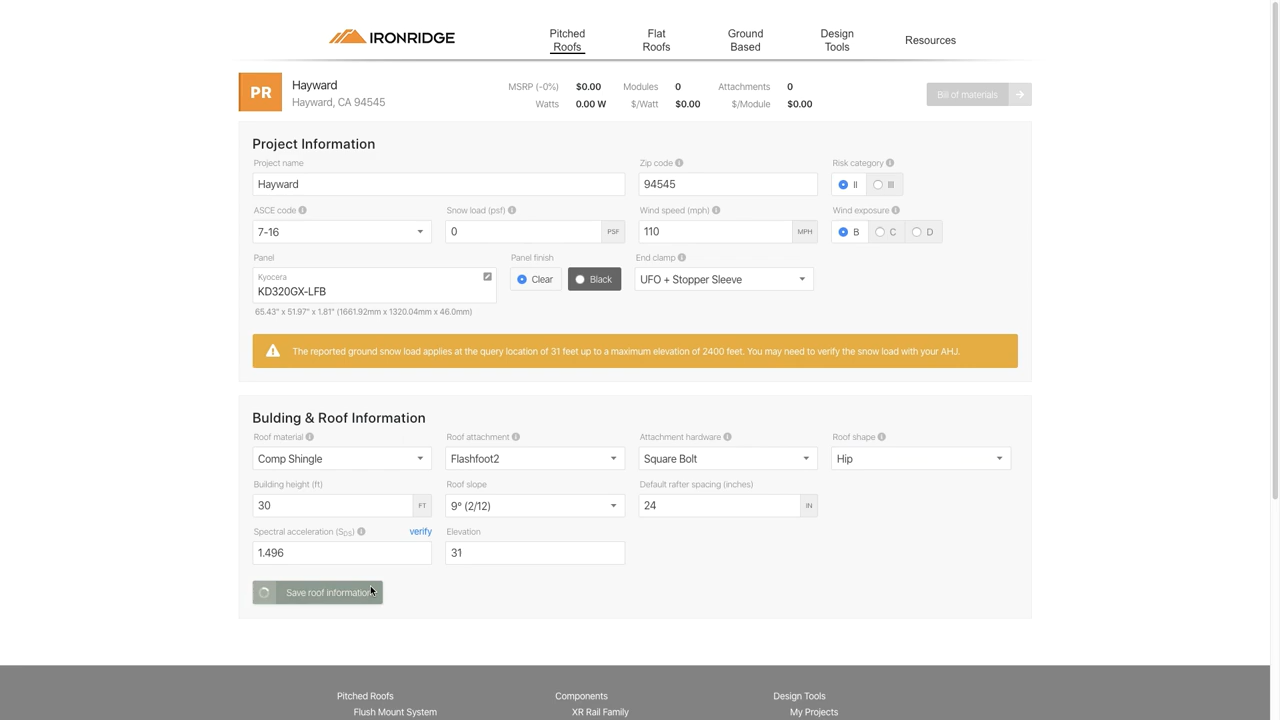 IRONRIDGE
Pitched
Roofs
Flat
Roofs
Ground
Based
Design
Tools
Resources
PR
Hayward
Hayward, CA 94545
MSRP (-0%) $0.00 Modules 0 Attachments 0
Watts 0.00 W $/Watt $0.00 $/Module $0.00
Bill of materials
Project Information
Project name
Zip code
Risk category
Hayward
94545
II
III
ASCE code
Snow load (psf)
Wind speed (mph)
Wind exposure
7-16
0
PSF
110
MPH
B
C
D
Panel
Panel finish
End clamp
Kyocera
KD320GX-LFB
Clear
Black
UFO + Stopper Sleeve
65.43" x 51.97" x 1.81" (1661.92mm x 1320.04mm x 46.0mm)
The reported ground snow load applies at the query location of 31 feet up to a maximum elevation of 2400 feet. You may need to verify the snow load with your AHJ.
Bulding & Roof Information
Roof material
Roof attachment
Attachment hardware
Roof shape
Comp Shingle
Flashfoot2
Square Bolt
Hip
Building height (ft)
Roof slope
Default rafter spacing (inches)
30
FT
9° (2/12)
24
IN
Spectral acceleration (SDS)
verify
Elevation
1.496
31
Save roof information
Pitched Roofs
Components
Design Tools
Flush Mount System
XR Rail Family
My Projects